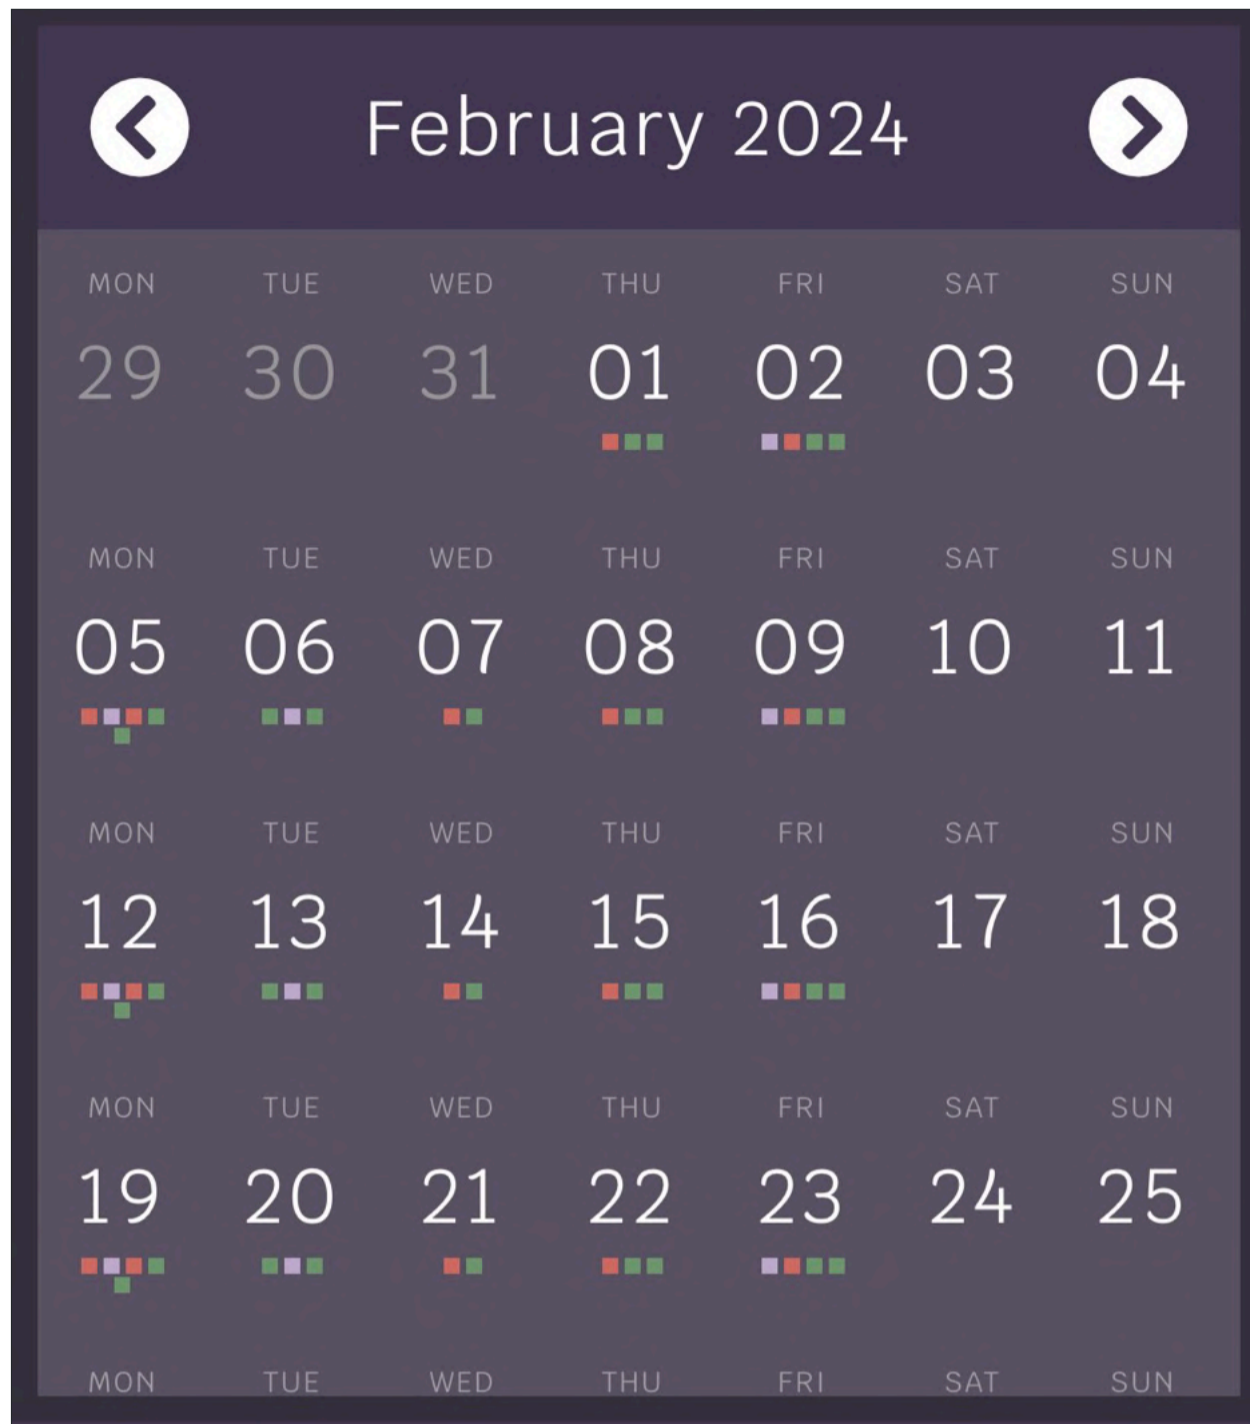 February 2024
MON TUE WED THU FRI SAT SUN
29 30 31 01 02 03 04
MON TUE WED THU FRI SAT SUN
05 06 07 08 09 10 11
MON TUE WED THU FRI SAT SUN
12 13 14 15 16 17 18
MON TUE WED THU FRI SAT SUN
19 20 21 22 23 24 25
MON TUE WED THU FRI SAT SUN